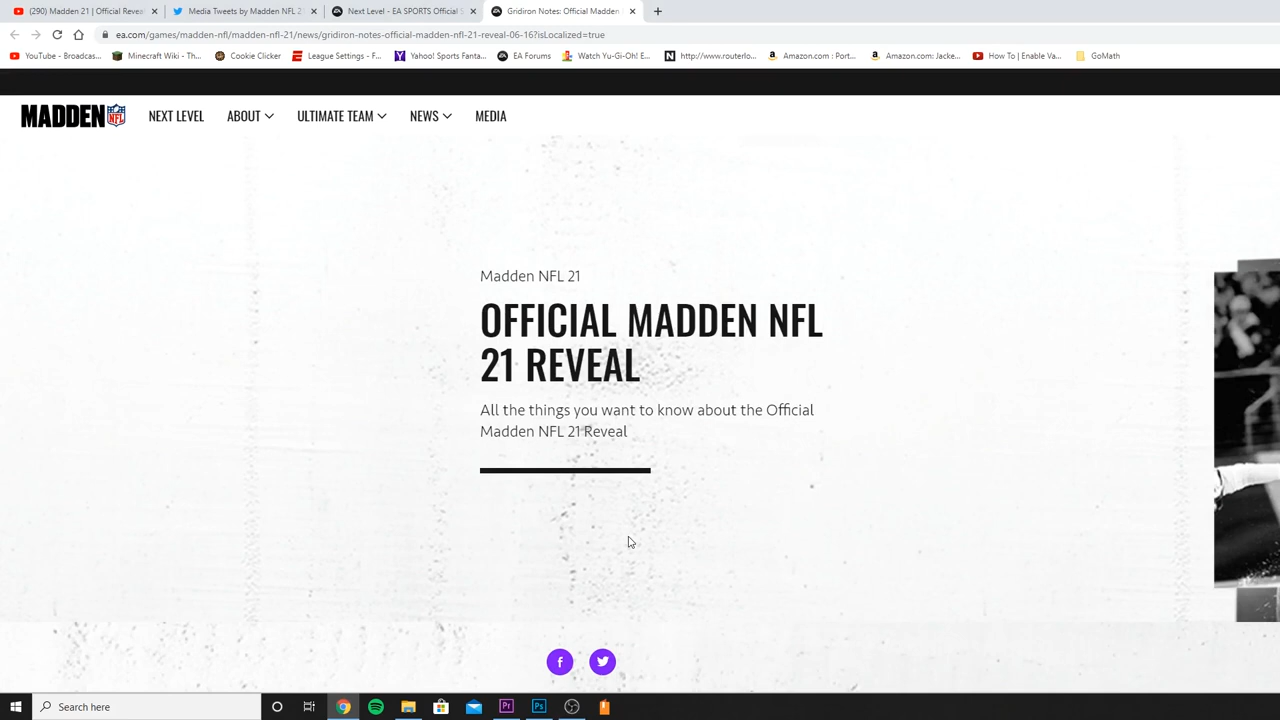 (290) Madden 21 | Official Revea
Media Tweets by Madden NFL 2
Next Level - EA SPORTS Official S
Gridiron Notes: Official Madden
ea.com/games/madden-nfl/madden-nfl-21/news/gridiron-notes-official-madden-nfl-21-reveal-06-16?isLocalized=true
YouTube - Broadcas...
Minecraft Wiki - Th...
Cookie Clicker
League Settings - F...
Yahoo! Sports Fanta...
EA Forums
Watch Yu-Gi-Oh! E...
http://www.routerlo...
Amazon.com : Port...
Amazon.com: Jacke...
How To | Enable Va...
GoMath
MADDEN NFL
NEXT LEVEL
ABOUT
ULTIMATE TEAM
NEWS
MEDIA
Madden NFL 21
OFFICIAL MADDEN NFL
21 REVEAL
All the things you want to know about the Official
Madden NFL 21 Reveal
Search here